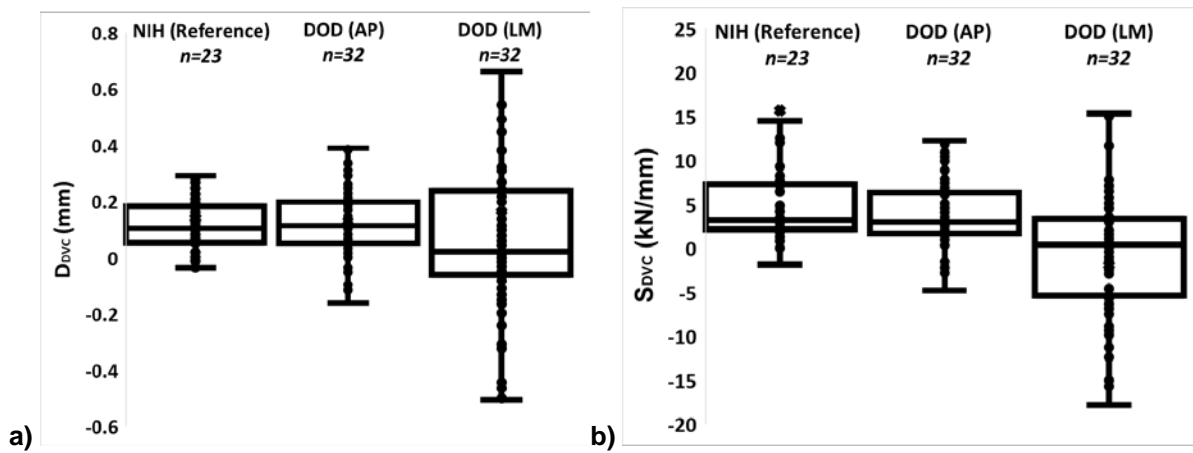 NIH (Reference) DOD (AP) DOD (LM)
n=23 n=32 n=32
0.8
0.6
0.4
0.2
0
-0.2
-0.4
-0.6
DDVC (mm)
a)
NIH (Reference) DOD (AP) DOD (LM)
n=23 n=32 n=32
25
20
15
10
5
0
-5
-10
-15
-20
SDVC (kN/mm)
b)